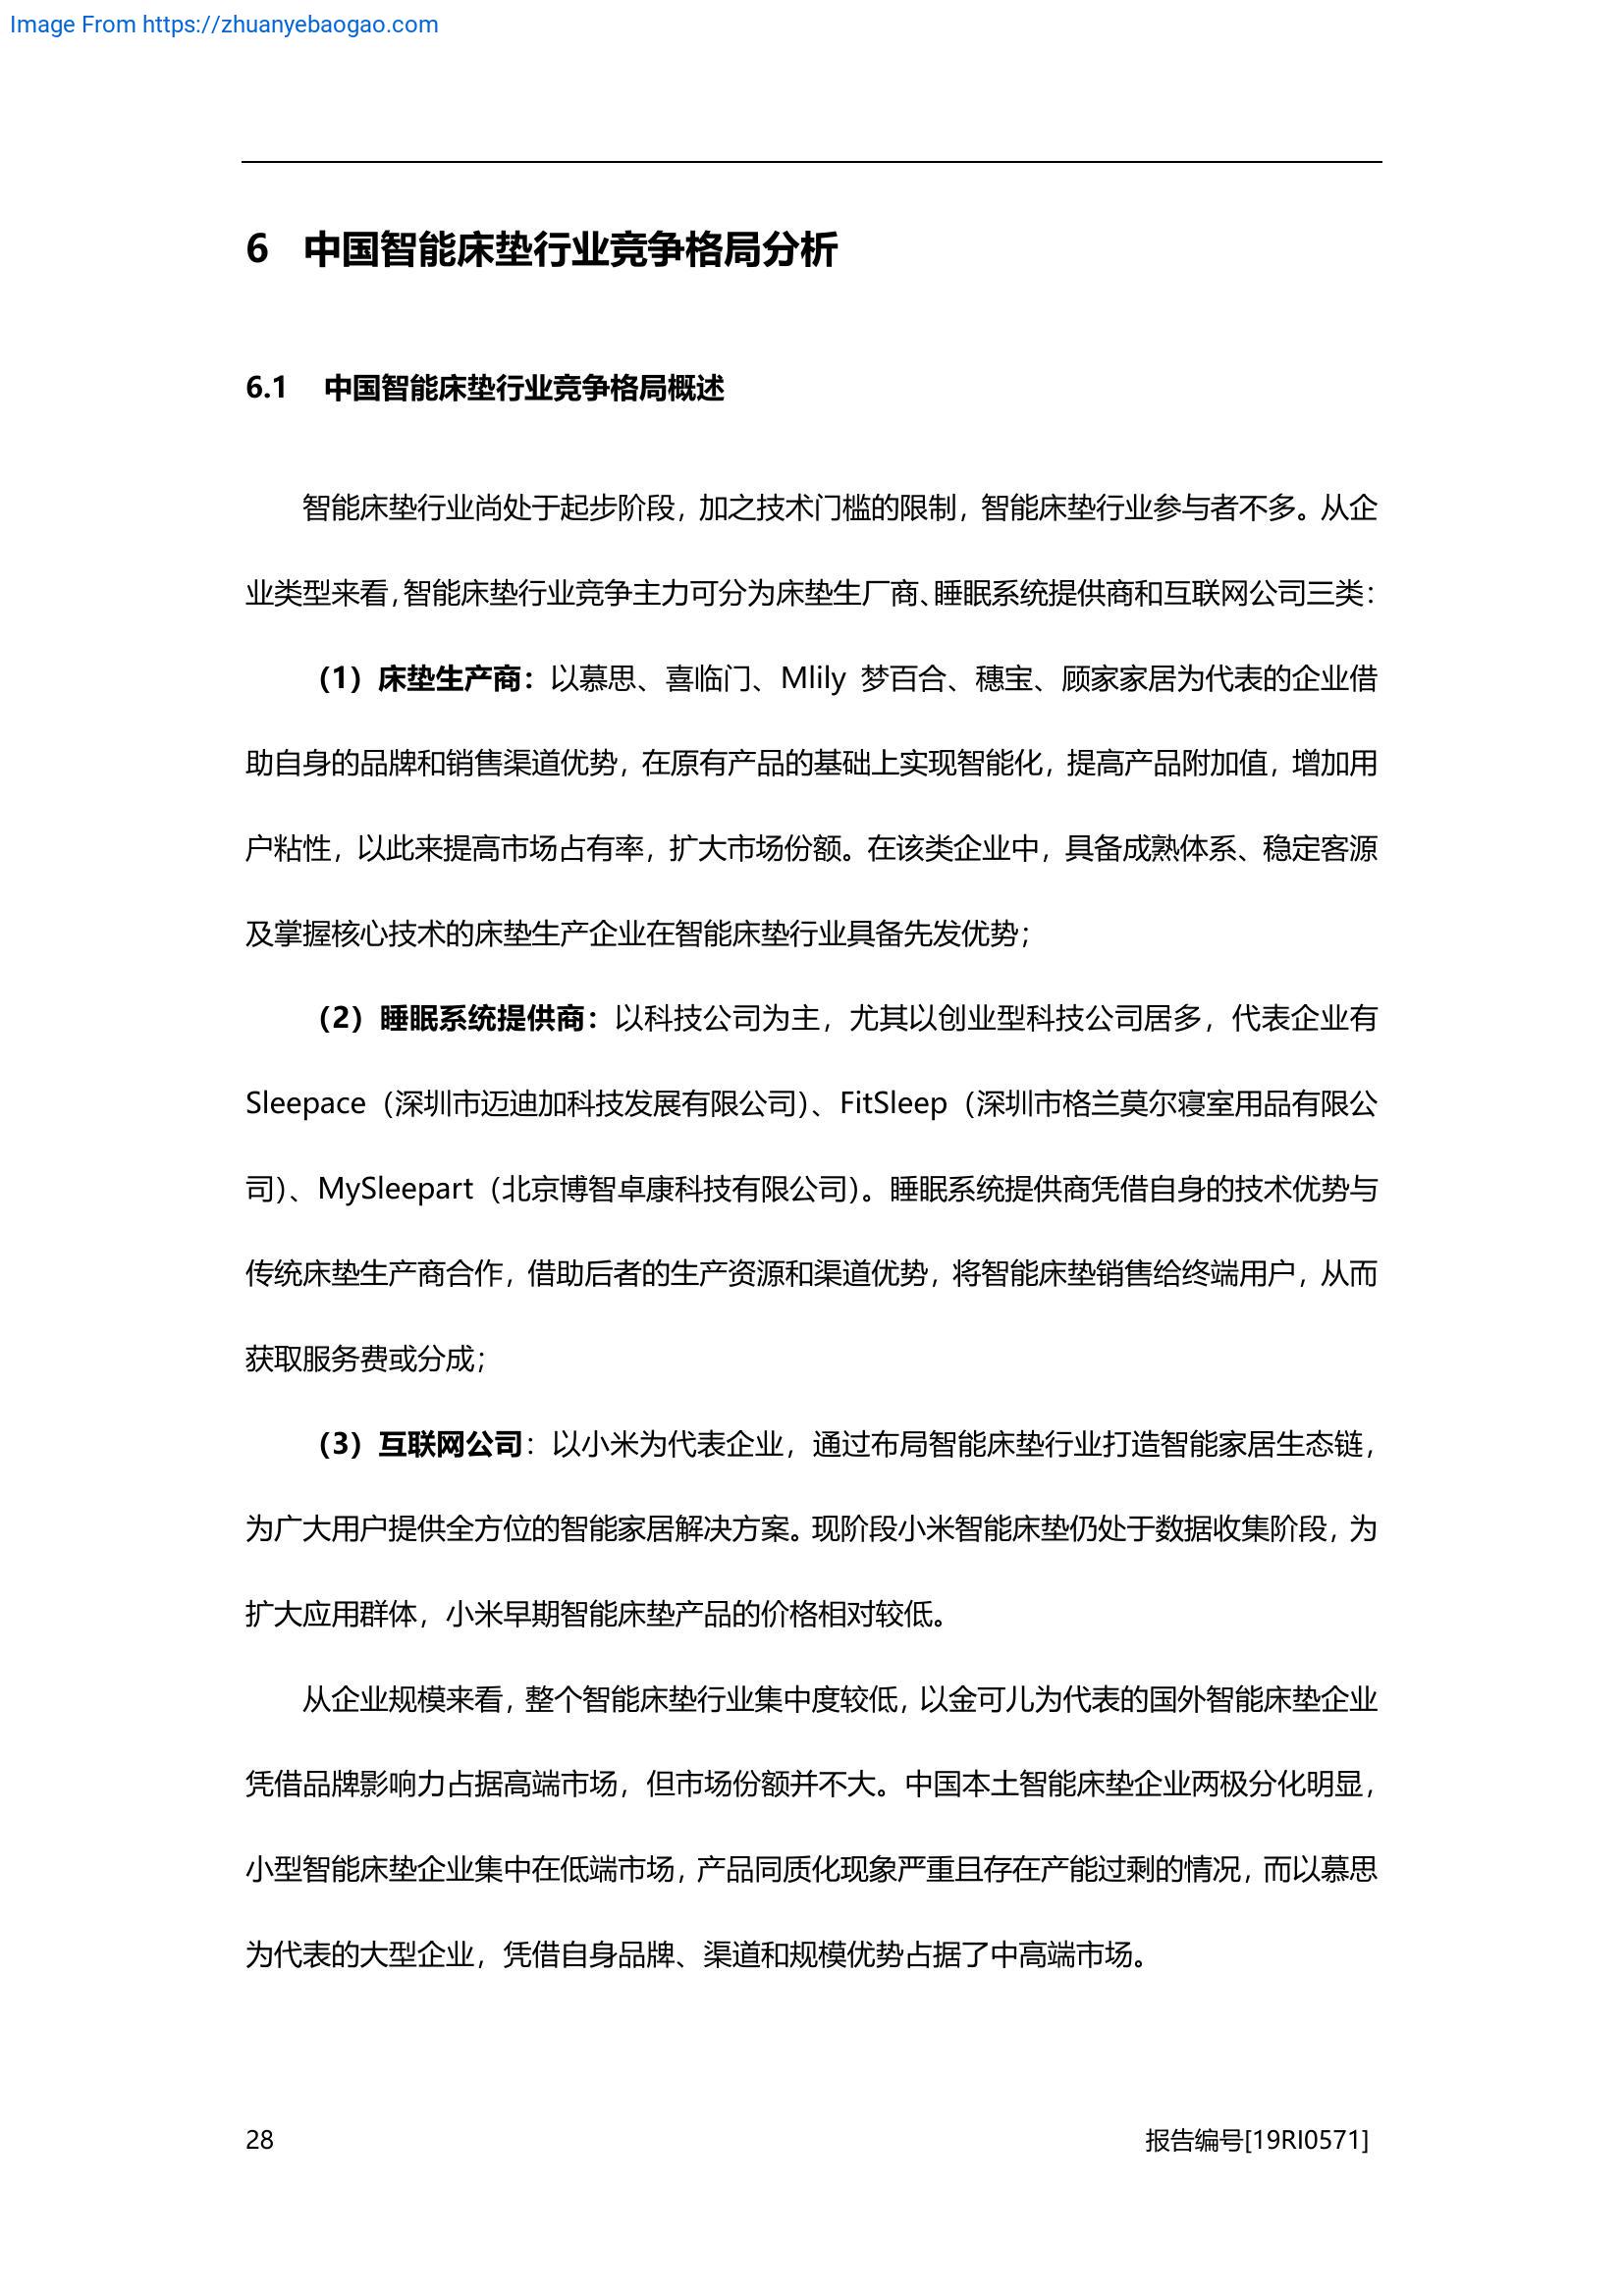 Image From https://zhuanyebaogao.com
6 中国智能床垫行业竞争格局分析
6.1 中国智能床垫行业竞争格局概述
智能床垫行业尚处于起步阶段，加之技术门槛的限制，智能床垫行业参与者不多。从企
业类型来看，智能床垫行业竞争主力可分为床垫生厂商、睡眠系统提供商和互联网公司三类：
（1）床垫生产商：以慕思、喜临门、Mlily 梦百合、穗宝、顾家家居为代表的企业借
助自身的品牌和销售渠道优势，在原有产品的基础上实现智能化，提高产品附加值，增加用
户粘性，以此来提高市场占有率，扩大市场份额。在该类企业中，具备成熟体系、稳定客源
及掌握核心技术的床垫生产企业在智能床垫行业具备先发优势；
（2）睡眠系统提供商：以科技公司为主，尤其以创业型科技公司居多，代表企业有
Sleepace（深圳市迈迪加科技发展有限公司）、FitSleep（深圳市格兰莫尔寝室用品有限公
司）、MySleepart（北京博智卓康科技有限公司）。睡眠系统提供商凭借自身的技术优势与
传统床垫生产商合作，借助后者的生产资源和渠道优势，将智能床垫销售给终端用户，从而
获取服务费或分成；
（3）互联网公司：以小米为代表企业，通过布局智能床垫行业打造智能家居生态链，
为广大用户提供全方位的智能家居解决方案。现阶段小米智能床垫仍处于数据收集阶段，为
扩大应用群体，小米早期智能床垫产品的价格相对较低。
从企业规模来看，整个智能床垫行业集中度较低，以金可儿为代表的国外智能床垫企业
凭借品牌影响力占据高端市场，但市场份额并不大。中国本土智能床垫企业两极分化明显，
小型智能床垫企业集中在低端市场，产品同质化现象严重且存在产能过剩的情况，而以慕思
为代表的大型企业，凭借自身品牌、渠道和规模优势占据了中高端市场。
28 报告编号[19RI0571]